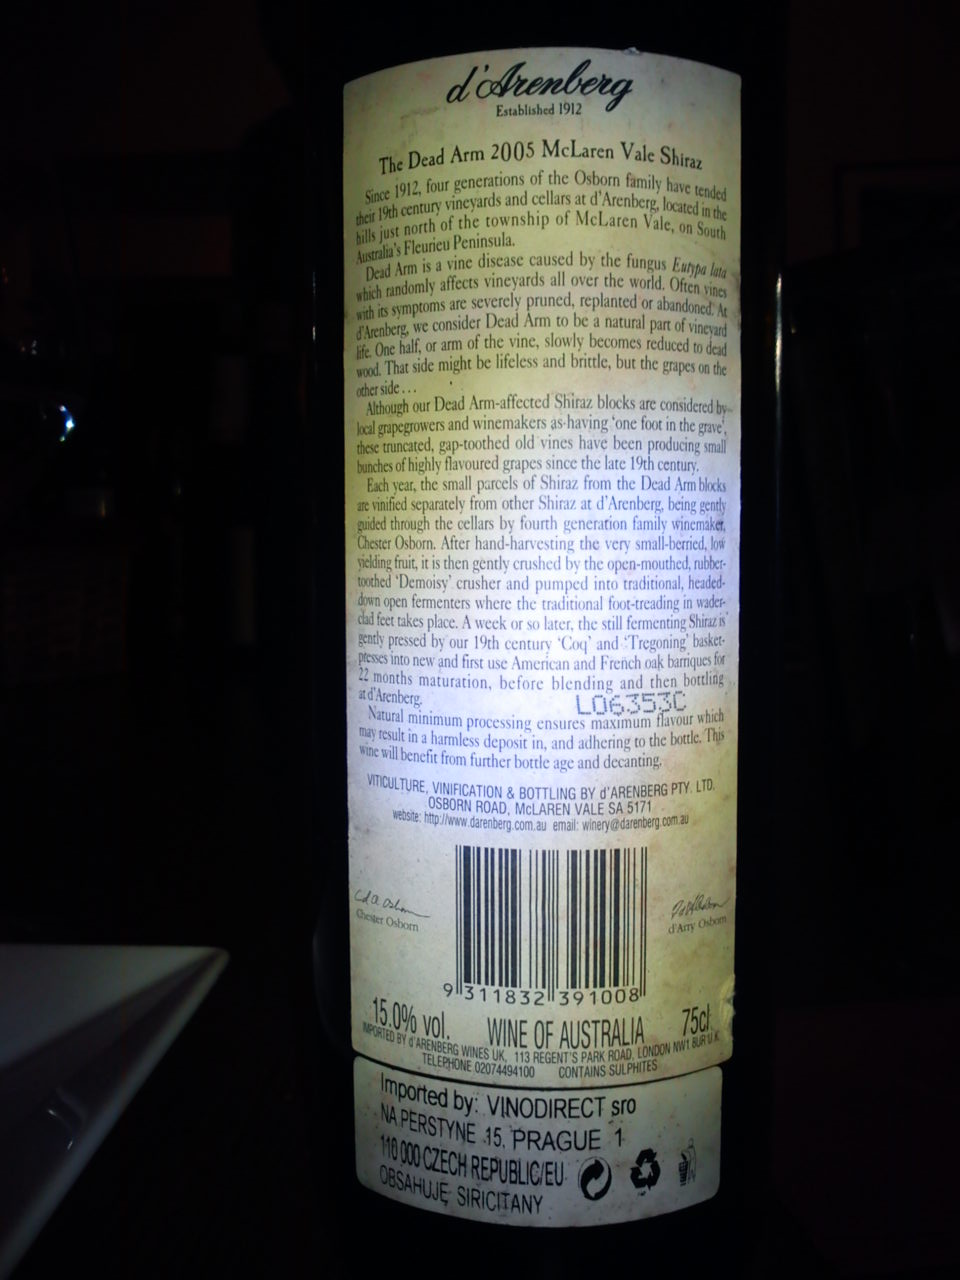 d'Arenberg
Established 1912
The Dead Arm 2005 McLaren Vale Shiraz
Since 1912, four generations of the Osborn family have tended
their 19th century vineyards and cellars at d'Arenberg, located in the
hills just north of the township of McLaren Vale, on South
Australia's Fleurieu Peninsula.
Dead Arm is a vine disease caused by the fungus Eutypa lata
which randomly affects vineyards all over the world. Often vines
with its symptoms are severely pruned, replanted or abandoned. At
d'Arenberg, we consider Dead Arm to be a natural part of vineyard
life. One half, or arm of the vine, slowly becomes reduced to dead
wood. That side might be lifeless and brittle, but the grapes on the
other side...
Although our Dead Arm-affected Shiraz blocks are considered by
local grapegrowers and winemakers as having 'one foot in the grave',
these truncated, gap-toothed old vines have been producing small
bunches of highly flavoured grapes since the late 19th century.
Each year, the small parcels of Shiraz from the Dead Arm blocks
are vinified separately from other Shiraz at d'Arenberg, being gently
guided through the cellars by fourth generation family winemaker,
Chester Osborn. After hand-harvesting the very small-berried, low
yielding fruit, it is then gently crushed by the open-mouthed, rubber-
toothed 'Demoisy' crusher and pumped into traditional, headed-
down open fermenters where the traditional foot-treading in wader-
clad feet takes place. A week or so later, the still fermenting Shiraz is
gently pressed by our 19th century 'Coq' and 'Tregoning' basket-
presses into new and first use American and French oak barriques for
22 months maturation, before blending and then bottling
at d'Arenberg.
L06353C
Natural minimum processing ensures maximum flavour which
may result in a harmless deposit in, and adhering to the bottle. This
wine will benefit from further bottle age and decanting.
VITICULTURE, VINIFICATION & BOTTLING BY d'ARENBERG PTY. LTD.
OSBORN ROAD, McLAREN VALE SA 5171
website: http://www.darenberg.com.au email: winery@darenberg.com.au
Chester Osborn
d'Arry Osborn
9 311832 391008
15.0% vol. WINE OF AUSTRALIA 75cl
IMPORTED BY d'ARENBERG WINES UK, 113 REGENT'S PARK ROAD, LONDON NW1 8UR U.K.
TELEPHONE 02074494100 CONTAINS SULPHITES
Imported by: VINODIRECT sro
NA PERSTYNE 15, PRAGUE 1
110 000 CZECH REPUBLIC/EU
OBSAHUJE SIRICITANY